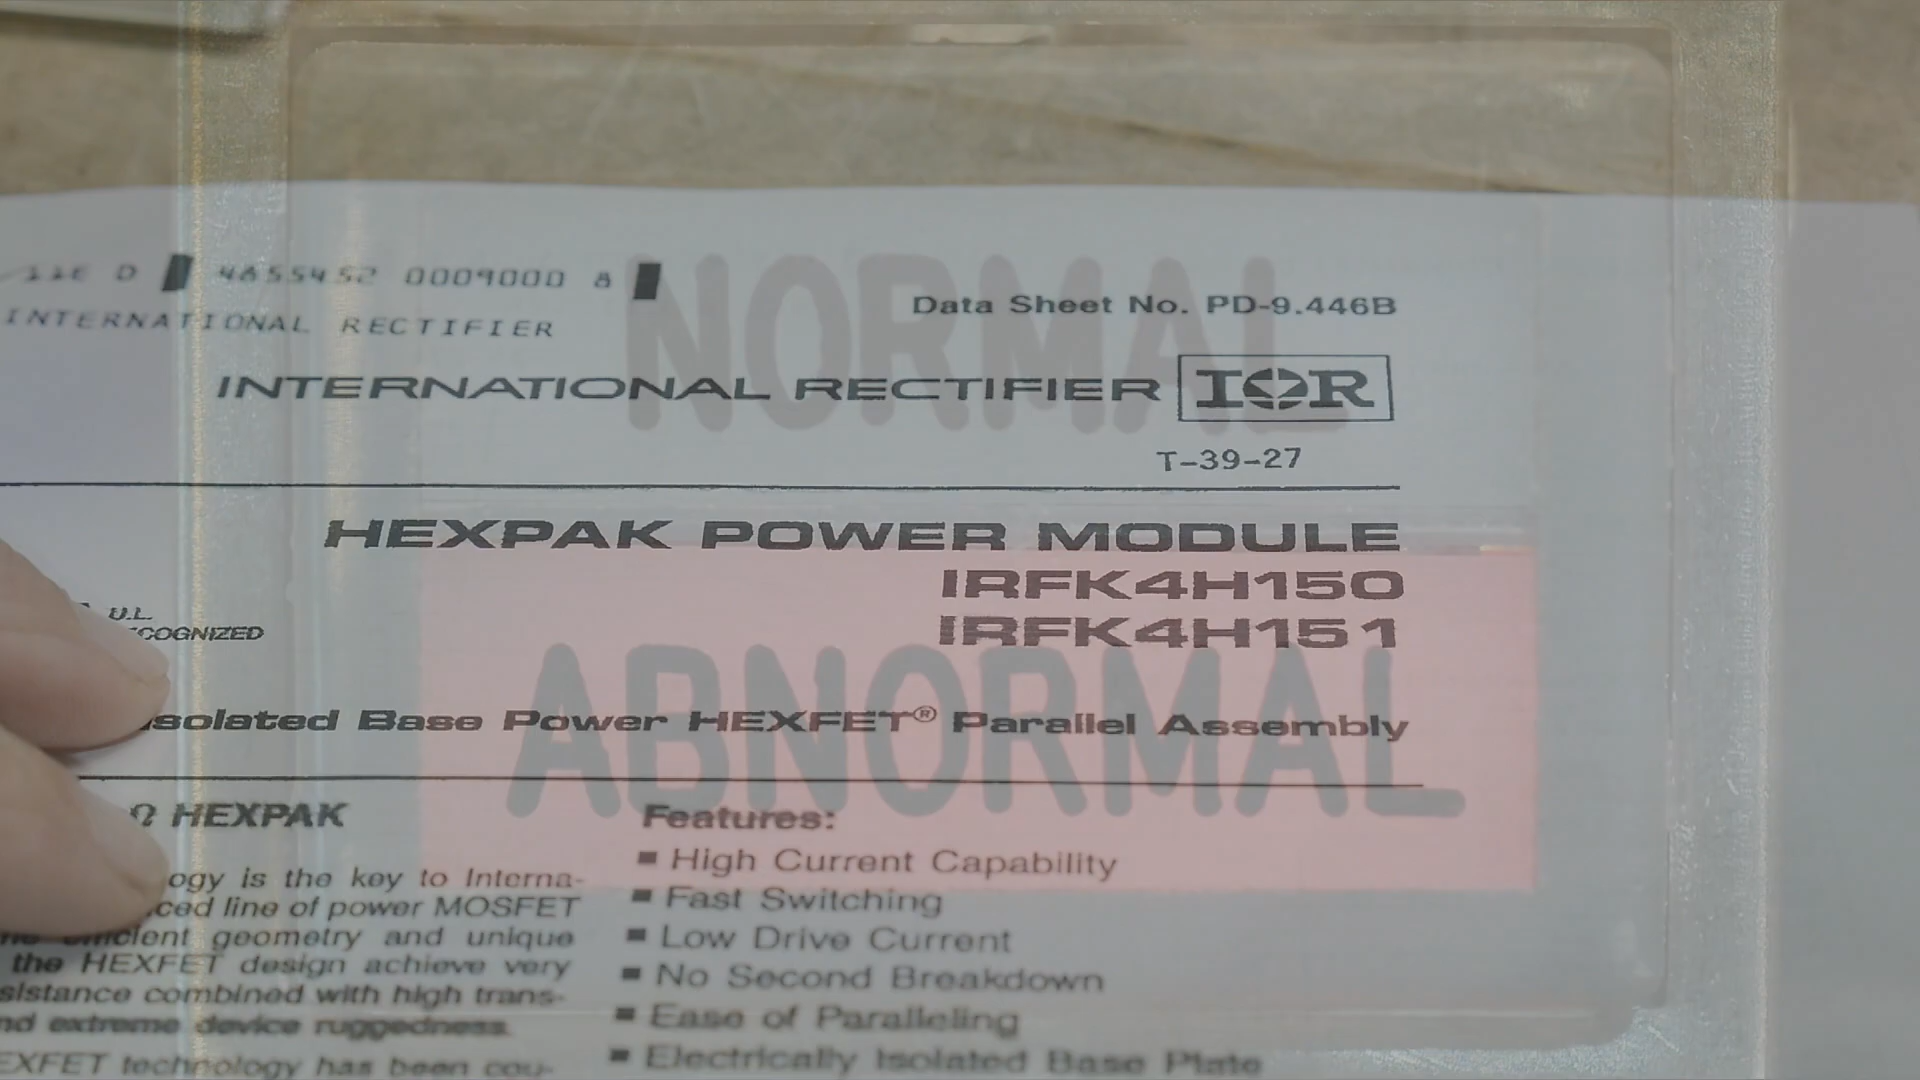 11E D 4855452 0009000 8
INTERNATIONAL RECTIFIER
Data Sheet No. PD-9.446B
INTERNATIONAL RECTIFIER IOR
T-39-27
NORMAL
HEXPAK POWER MODULE
IRFK4H150
IRFK4H151
U.L.
COGNIZED
Isolated Base Power HEXFET® Parallel Assembly
ABNORMAL
Ω HEXPAK
ogy is the key to Interna-
ced line of power MOSFET
efficient geometry and unique
the HEXFET design achieve very
sistance combined with high trans-
nd extreme device ruggedness.
EXFET technology has been cou-
Features:
▪ High Current Capability
▪ Fast Switching
▪ Low Drive Current
▪ No Second Breakdown
▪ Ease of Paralleling
▪ Electrically Isolated Base Plate